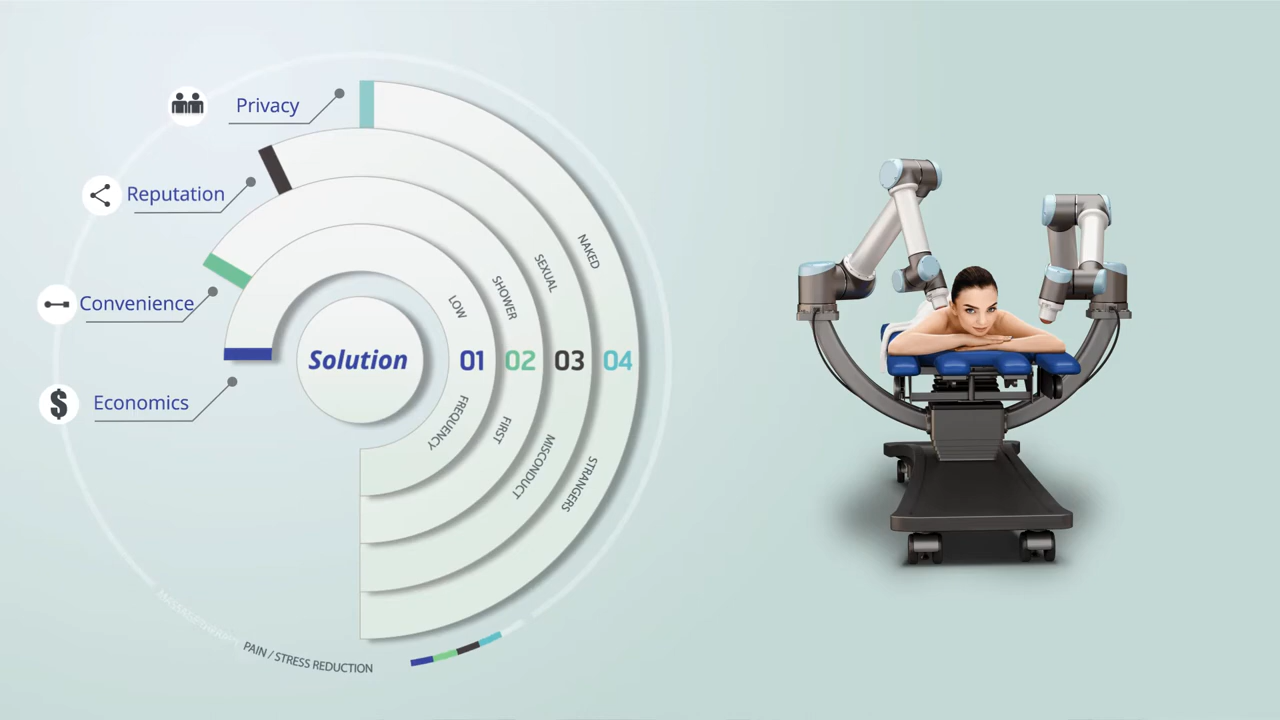 Privacy
Reputation
Convenience
Economics
$
Solution
01
02
03
04
LOW
FREQUENCY
SHOWER
FIRST
SEXUAL
MISCONDUCT
NAKED
STRANGERS
PAIN / STRESS REDUCTION